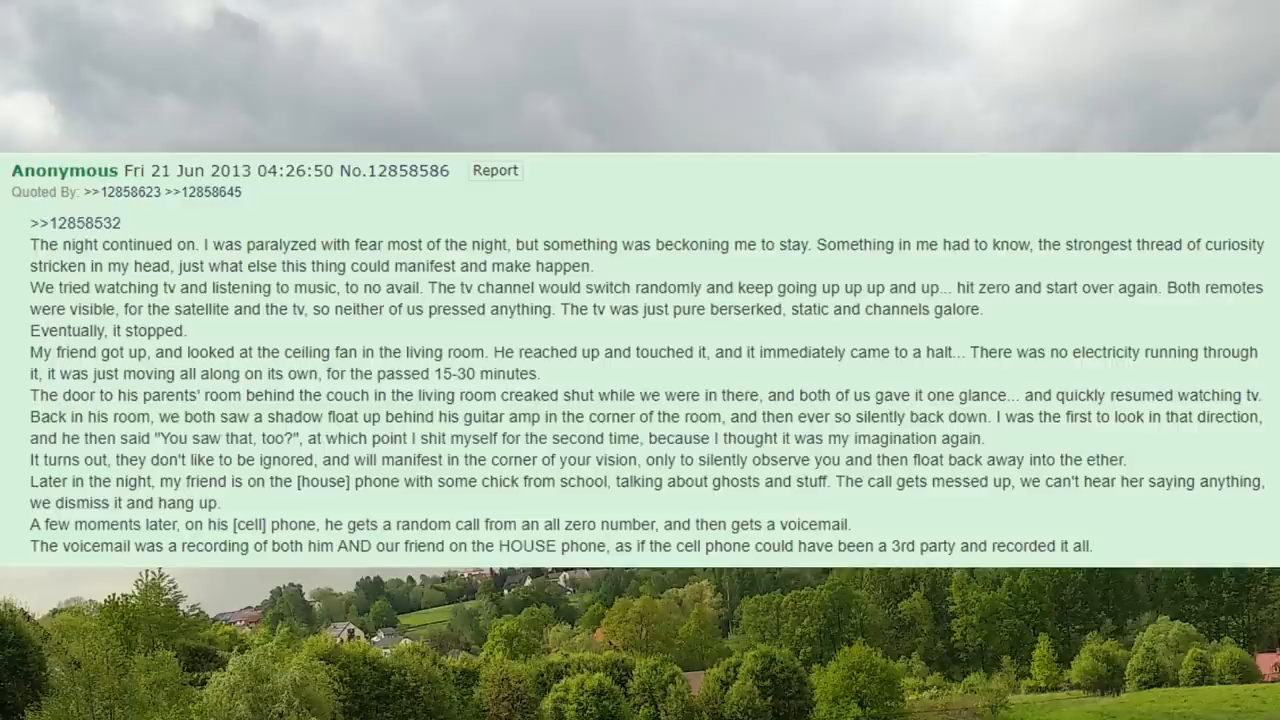 Anonymous Fri 21 Jun 2013 04:26:50 No.12858586 Report
Quoted By: >>12858623 >>12858645
>>12858532
The night continued on. I was paralyzed with fear most of the night, but something was beckoning me to stay. Something in me had to know, the strongest thread of curiosity
stricken in my head, just what else this thing could manifest and make happen.
We tried watching tv and listening to music, to no avail. The tv channel would switch randomly and keep going up up up and up... hit zero and start over again. Both remotes
were visible, for the satellite and the tv, so neither of us pressed anything. The tv was just pure berserked, static and channels galore.
Eventually, it stopped.
My friend got up, and looked at the ceiling fan in the living room. He reached up and touched it, and it immediately came to a halt... There was no electricity running through
it, it was just moving all along on its own, for the passed 15-30 minutes.
The door to his parents' room behind the couch in the living room creaked shut while we were in there, and both of us gave it one glance... and quickly resumed watching tv.
Back in his room, we both saw a shadow float up behind his guitar amp in the corner of the room, and then ever so silently back down. I was the first to look in that direction,
and he then said "You saw that, too?", at which point I shit myself for the second time, because I thought it was my imagination again.
It turns out, they don't like to be ignored, and will manifest in the corner of your vision, only to silently observe you and then float back away into the ether.
Later in the night, my friend is on the [house] phone with some chick from school, talking about ghosts and stuff. The call gets messed up, we can't hear her saying anything,
we dismiss it and hang up.
A few moments later, on his [cell] phone, he gets a random call from an all zero number, and then gets a voicemail.
The voicemail was a recording of both him AND our friend on the HOUSE phone, as if the cell phone could have been a 3rd party and recorded it all.